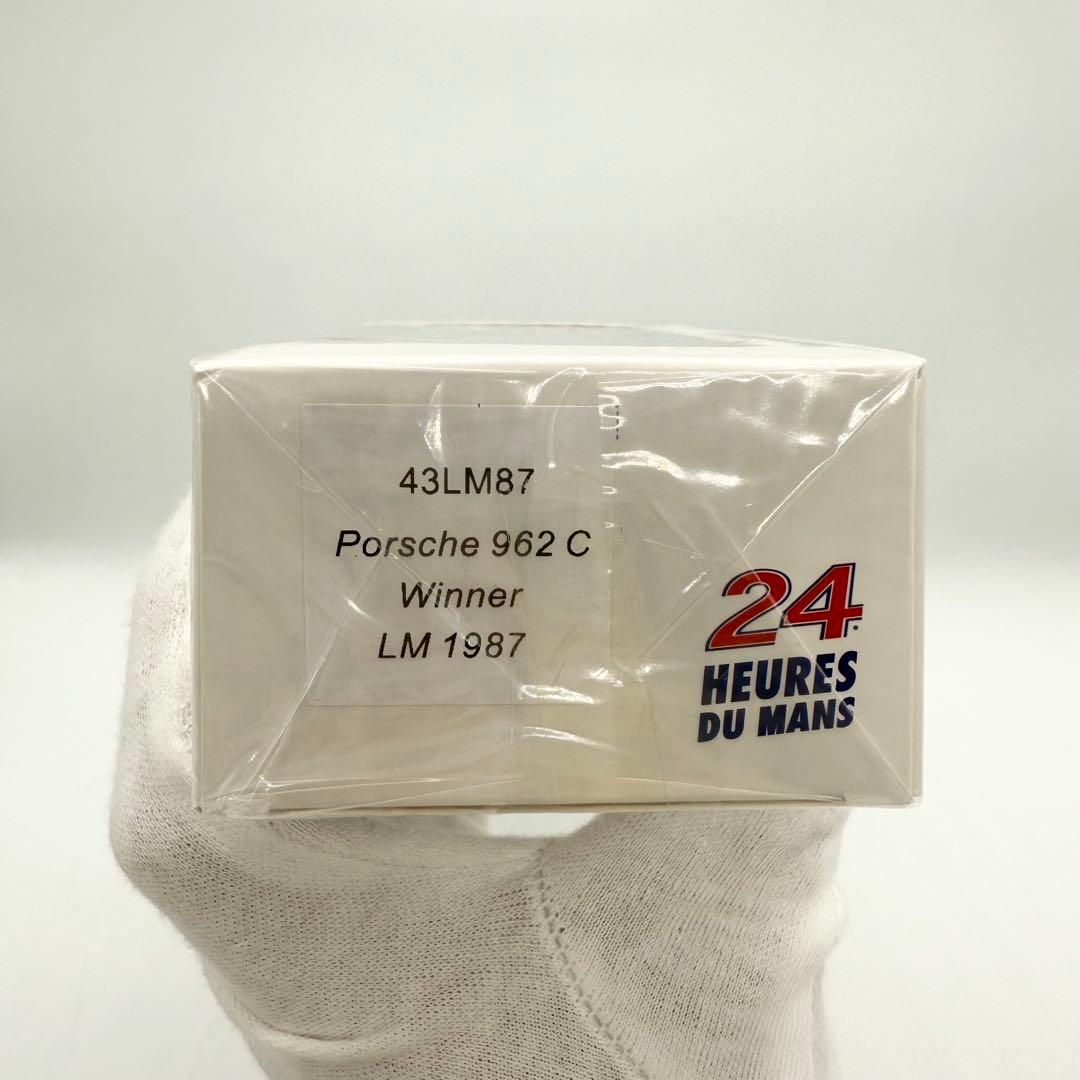 43LM87
Porsche 962 C
Winner
LM 1987
24
HEURES
DU MANS